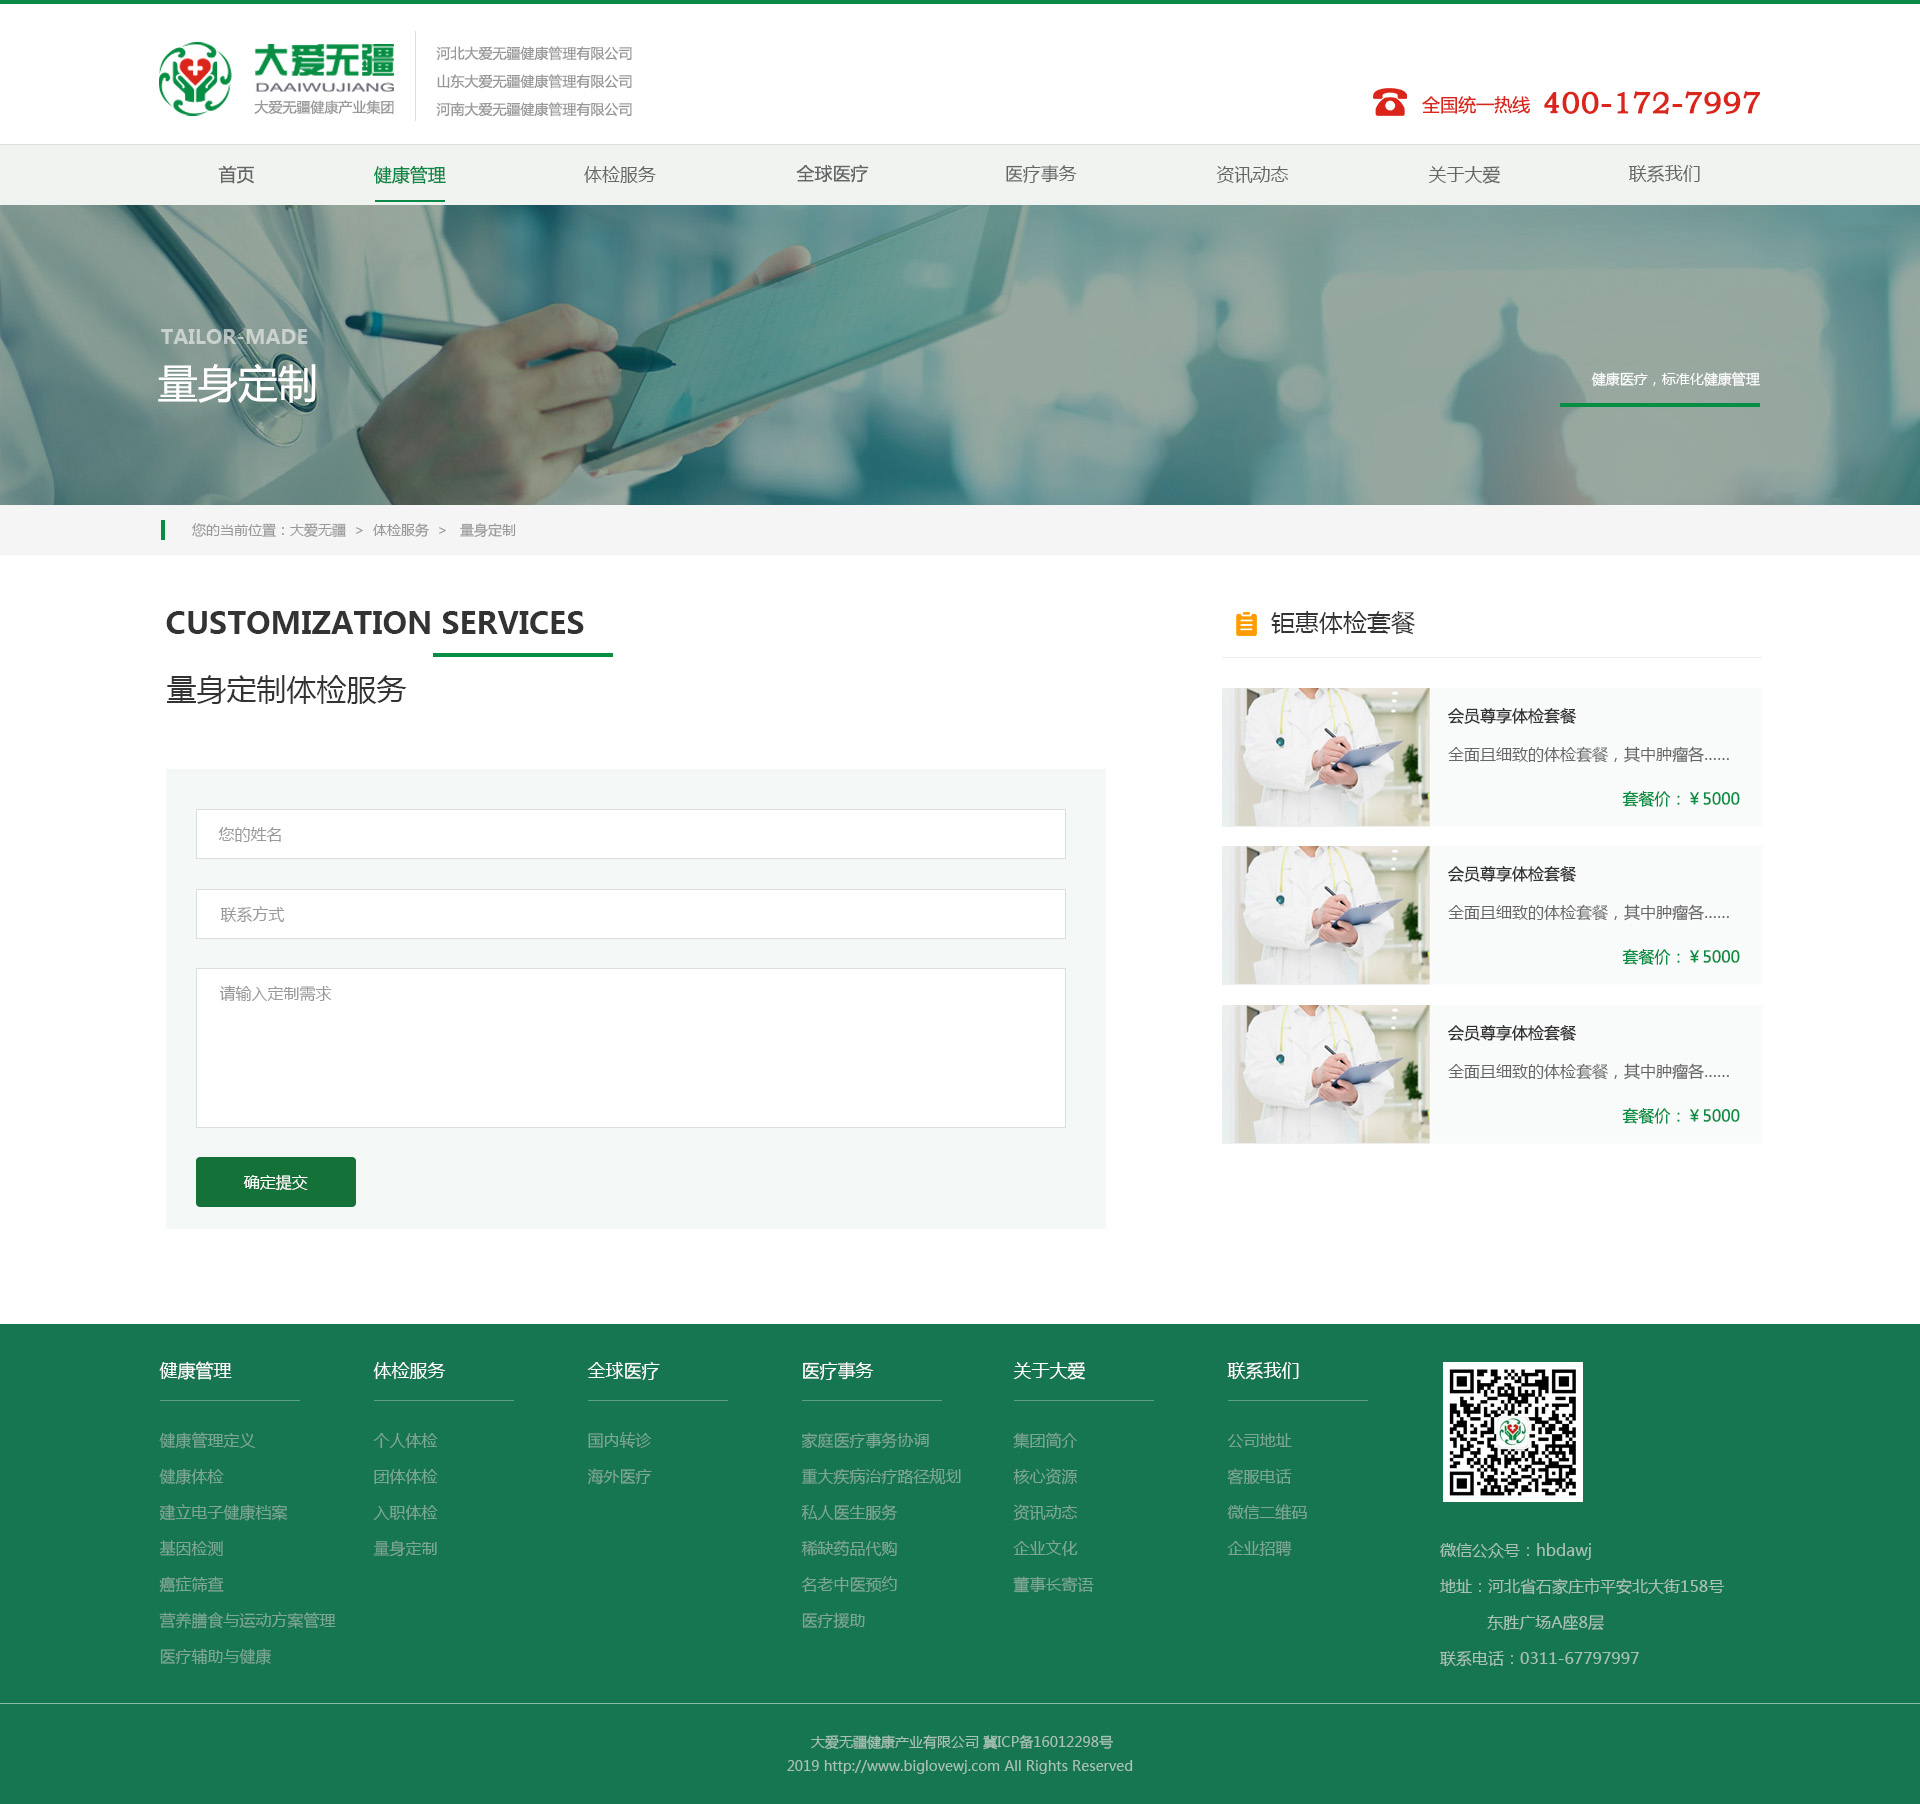 大爱无疆
DAAIWUJIANG
大爱无疆健康产业集团
河北大爱无疆健康管理有限公司
山东大爱无疆健康管理有限公司
河南大爱无疆健康管理有限公司
全国统一热线 400-172-7997
首页 健康管理 体检服务 全球医疗 医疗事务 资讯动态 关于大爱 联系我们
TAILOR-MADE
量身定制
健康医疗，标准化健康管理
您的当前位置：大爱无疆 > 体检服务 > 量身定制
CUSTOMIZATION SERVICES
量身定制体检服务
您的姓名
联系方式
请输入定制需求
确定提交
钜惠体检套餐
会员尊享体检套餐
全面且细致的体检套餐，其中肿瘤各......
套餐价：￥5000
会员尊享体检套餐
全面且细致的体检套餐，其中肿瘤各......
套餐价：￥5000
会员尊享体检套餐
全面且细致的体检套餐，其中肿瘤各......
套餐价：￥5000
健康管理
健康管理定义
健康体检
建立电子健康档案
基因检测
癌症筛查
营养膳食与运动方案管理
医疗辅助与健康
体检服务
个人体检
团体体检
入职体检
量身定制
全球医疗
国内转诊
海外医疗
医疗事务
家庭医疗事务协调
重大疾病治疗路径规划
私人医生服务
稀缺药品代购
名老中医预约
医疗援助
关于大爱
集团简介
核心资源
资讯动态
企业文化
董事长寄语
联系我们
公司地址
客服电话
微信二维码
企业招聘
微信公众号：hbdawj
地址：河北省石家庄市平安北大街158号
东胜广场A座8层
联系电话：0311-67797997
大爱无疆健康产业有限公司 冀ICP备16012298号
2019 http://www.biglovewj.com All Rights Reserved